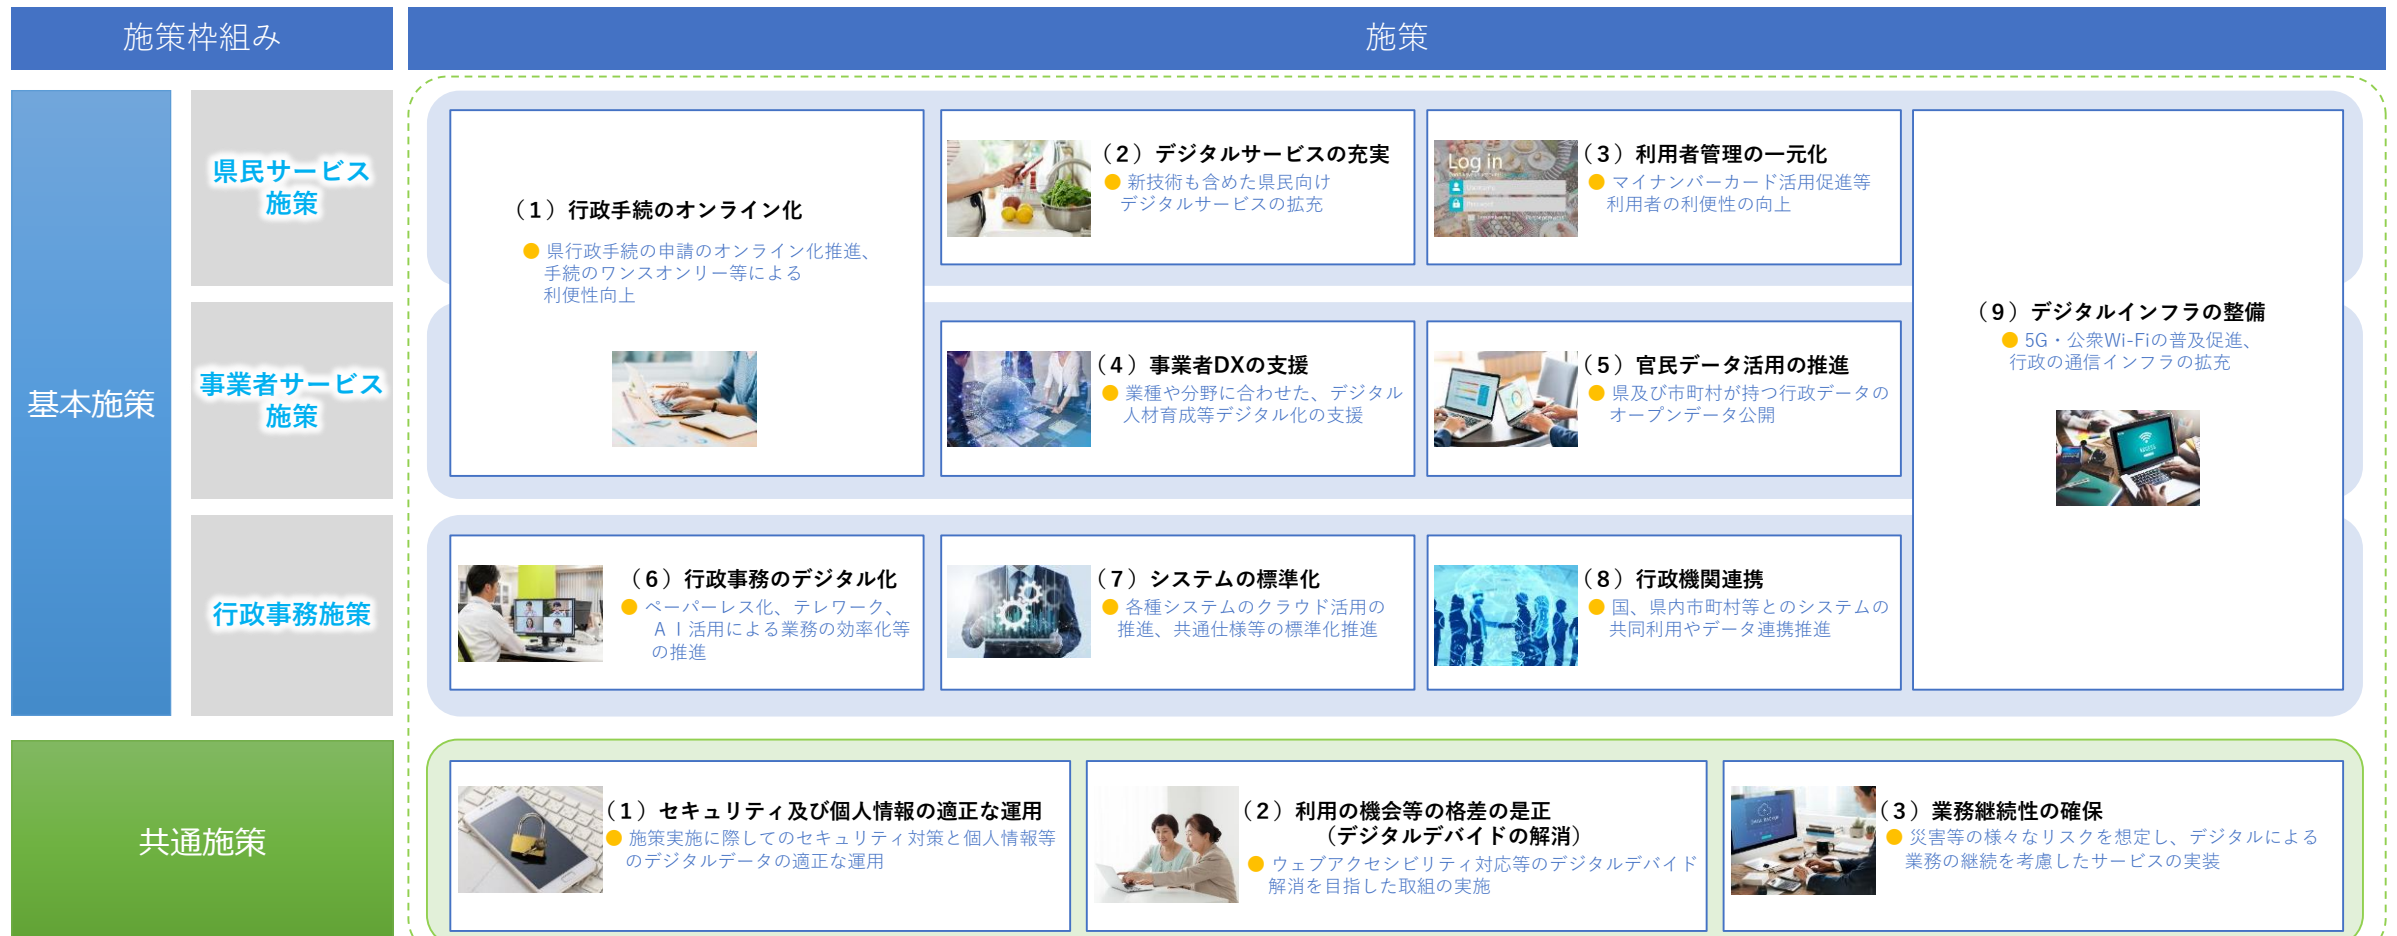 施策枠組み
施策
基本施策
県民サービス
施策
事業者サービス
施策
行政事務施策
共通施策
（1）行政手続のオンライン化
● 県行政手続の申請のオンライン化推進、
手続のワンスオンリー等による
利便性向上
（2）デジタルサービスの充実
● 新技術も含めた県民向け
デジタルサービスの拡充
Log in
（3）利用者管理の一元化
● マイナンバーカード活用促進等
利用者の利便性の向上
（4）事業者DXの支援
● 業種や分野に合わせた、デジタル
人材育成等デジタル化の支援
（5）官民データ活用の推進
● 県及び市町村が持つ行政データの
オープンデータ公開
（9）デジタルインフラの整備
● 5G・公衆Wi-Fiの普及促進、
行政の通信インフラの拡充
（6）行政事務のデジタル化
● ペーパーレス化、テレワーク、
ＡＩ活用による業務の効率化等
の推進
（7）システムの標準化
● 各種システムのクラウド活用の
推進、共通仕様等の標準化推進
（8）行政機関連携
● 国、県内市町村等とのシステムの
共同利用やデータ連携推進
（1）セキュリティ及び個人情報の適正な運用
● 施策実施に際してのセキュリティ対策と個人情報等
のデジタルデータの適正な運用
（2）利用の機会等の格差の是正
（デジタルデバイドの解消）
● ウェブアクセシビリティ対応等のデジタルデバイド
解消を目指した取組の実施
（3）業務継続性の確保
● 災害等の様々なリスクを想定し、デジタルによる
業務の継続を考慮したサービスの実装